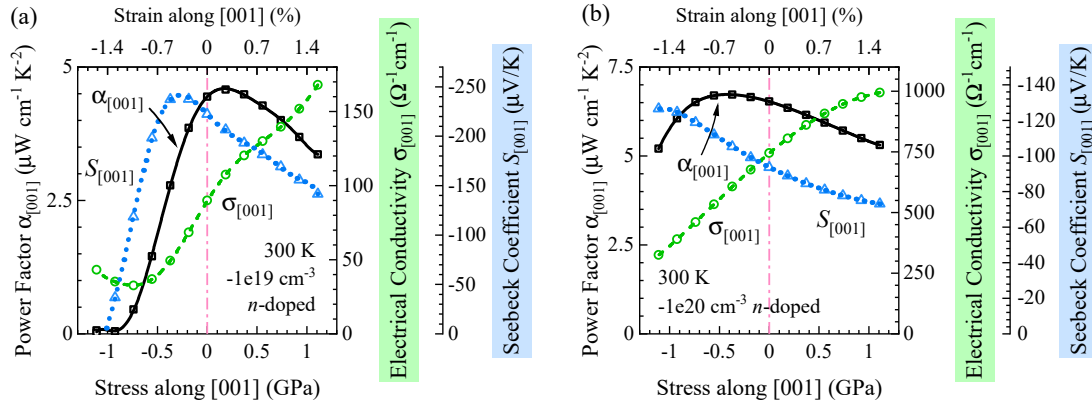 (a)
Strain along [001] (%)
-1.4 -0.7 0 0.7 1.4
Power Factor α[001] (μW cm-1 K-2)
5
2.5
0
α[001]
S[001]
σ[001]
300 K
-1e19 cm-3
n-doped
150
100
50
0
Electrical Conductivity σ[001] (Ω-1cm-1)
-250
-200
-150
-100
-50
0
Seebeck Coefficient S[001] (μV/K)
-1 -0.5 0 0.5 1
Stress along [001] (GPa)
(b)
Strain along [001] (%)
-1.4 -0.7 0 0.7 1.4
Power Factor α[001] (μW cm-1 K-2)
7.5
5
2.5
0
α[001]
σ[001]
S[001]
300 K
-1e20 cm-3 n-doped
1000
750
500
250
0
Electrical Conductivity σ[001] (Ω-1cm-1)
-140
-120
-100
-80
-60
-40
-20
0
Seebeck Coefficient S[001] (μV/K)
-1 -0.5 0 0.5 1
Stress along [001] (GPa)